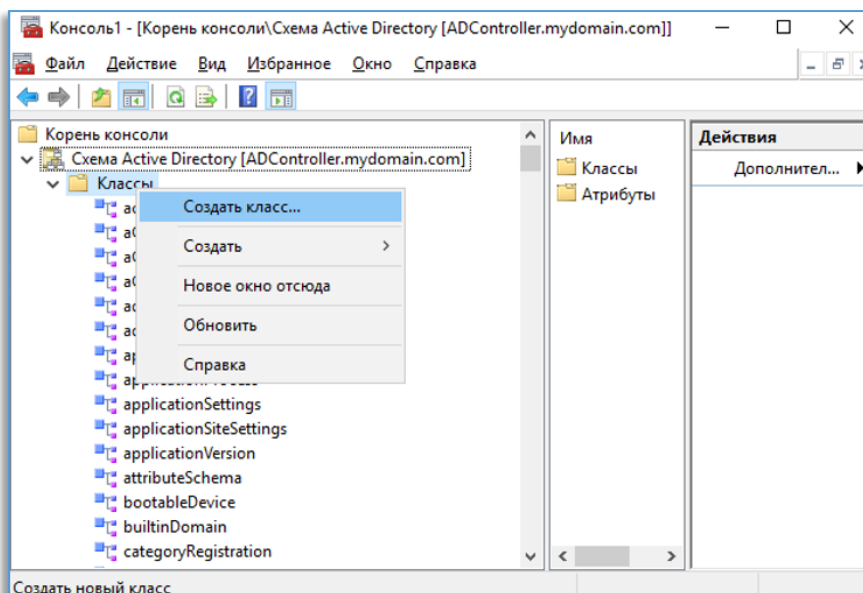 Консоль1 - [Корень консоли\Схема Active Directory [ADController.mydomain.com]]
Файл Действие Вид Избранное Окно Справка
Корень консоли
Схема Active Directory [ADController.mydomain.com]
Классы
Создать класс...
Создать
Новое окно отсюда
Обновить
Справка
applicationSettings
applicationSiteSettings
applicationVersion
attributeSchema
bootableDevice
builtinDomain
categoryRegistration
Имя
Классы
Атрибуты
Действия
Дополнител...
Создать новый класс